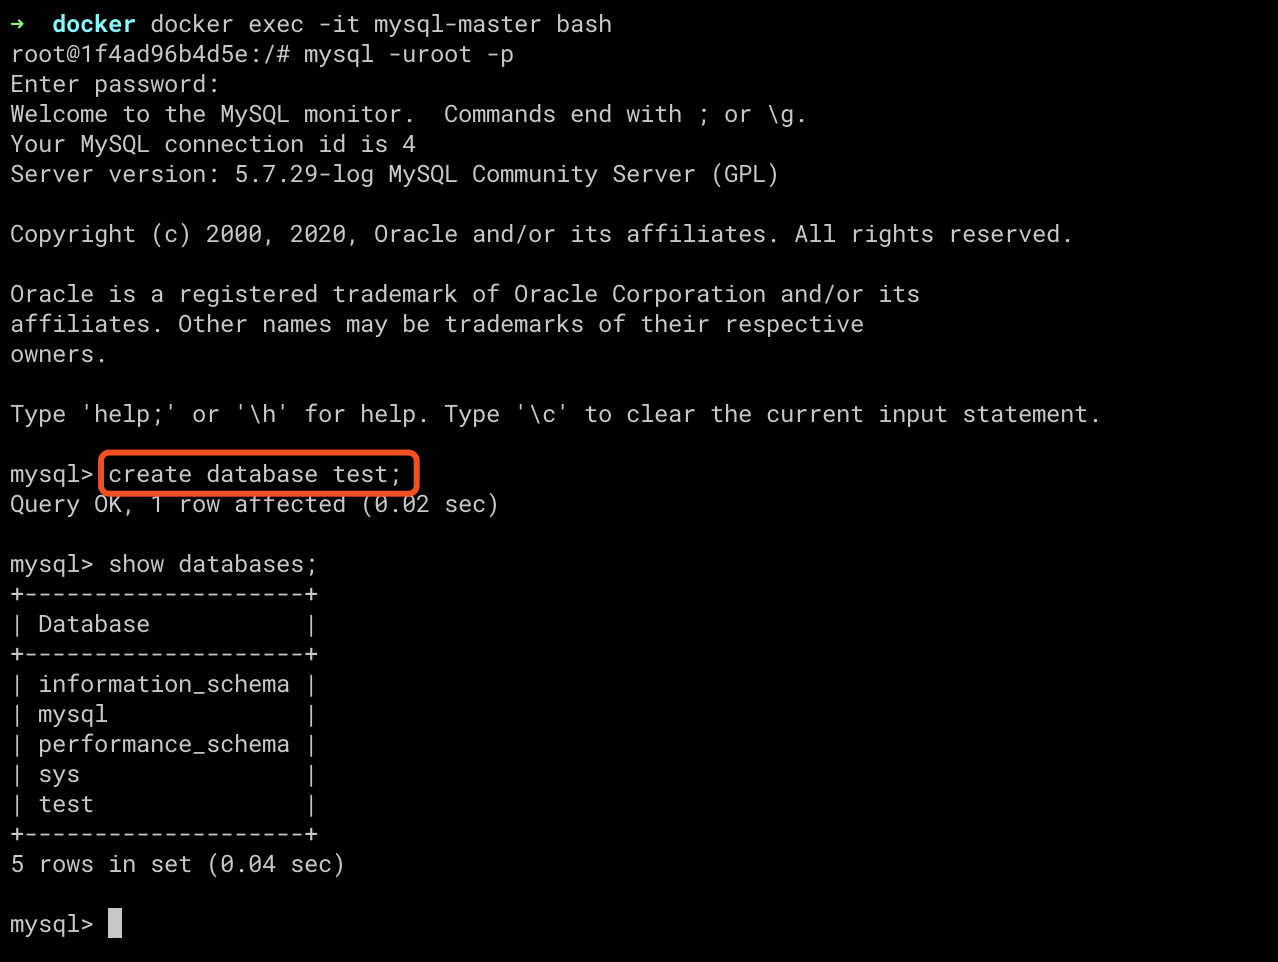 ➜  docker docker exec -it mysql-master bash
root@1f4ad96b4d5e:/# mysql -uroot -p
Enter password:
Welcome to the MySQL monitor.  Commands end with ; or \g.
Your MySQL connection id is 4
Server version: 5.7.29-log MySQL Community Server (GPL)

Copyright (c) 2000, 2020, Oracle and/or its affiliates. All rights reserved.

Oracle is a registered trademark of Oracle Corporation and/or its
affiliates. Other names may be trademarks of their respective
owners.

Type 'help;' or '\h' for help. Type '\c' to clear the current input statement.

mysql> create database test;
Query OK, 1 row affected (0.02 sec)

mysql> show databases;
+--------------------+
| Database           |
+--------------------+
| information_schema |
| mysql              |
| performance_schema |
| sys                |
| test               |
+--------------------+
5 rows in set (0.04 sec)

mysql>